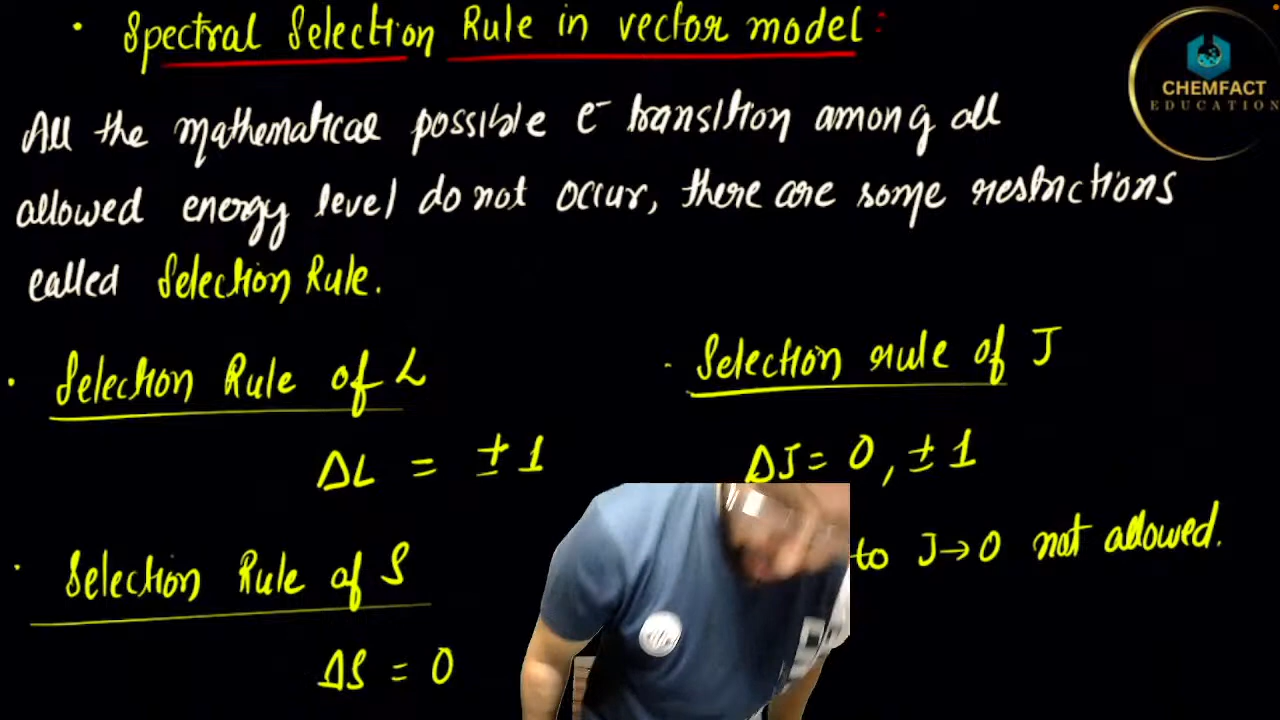 • Spectral Selection Rule in vector model:
CHEMFACT
EDUCATION
All the mathematical possible e⁻ transition among all
allowed energy level do not occur, there are some restrictions
called Selection Rule.
• Selection Rule of L
ΔL = ± 1
• Selection Rule of S
ΔS = 0
• Selection rule of J
ΔJ = 0, ± 1
to J→0 not allowed.